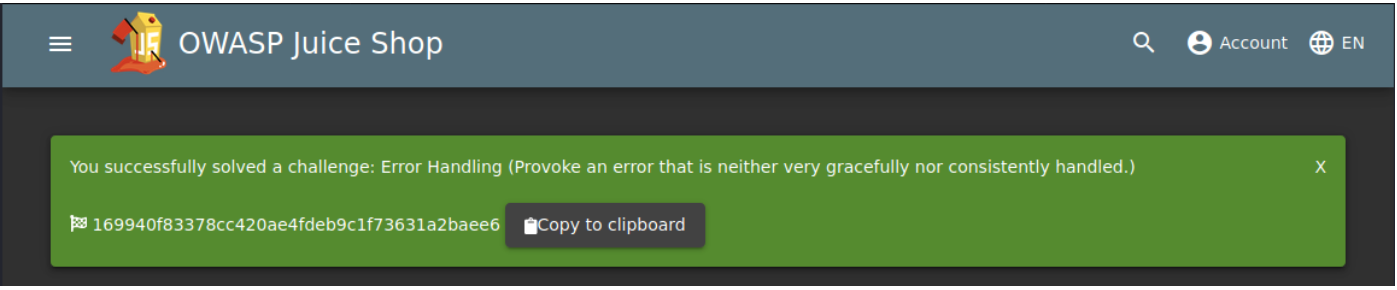 OWASP Juice Shop
Account
EN
You successfully solved a challenge: Error Handling (Provoke an error that is neither very gracefully nor consistently handled.)
X
169940f83378cc420ae4fdeb9c1f73631a2baee6
Copy to clipboard